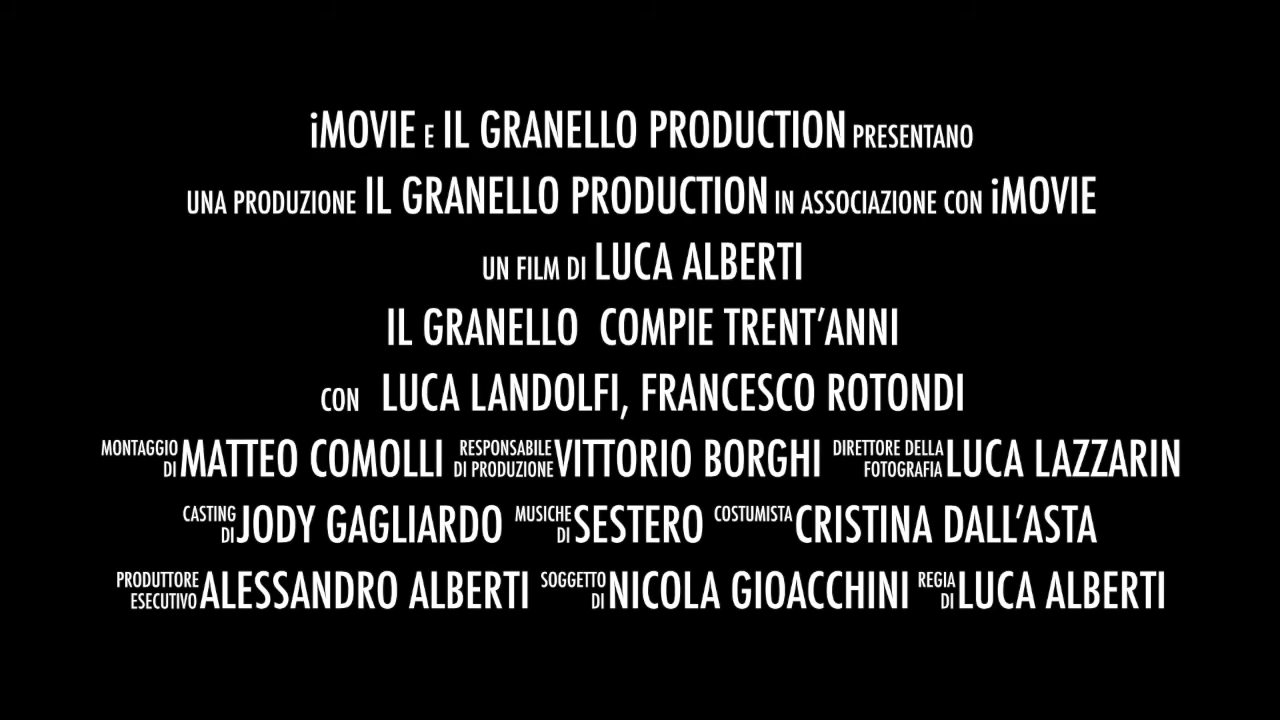 iMOVIE E IL GRANELLO PRODUCTION PRESENTANO
UNA PRODUZIONE IL GRANELLO PRODUCTION IN ASSOCIAZIONE CON iMOVIE
UN FILM DI LUCA ALBERTI
IL GRANELLO COMPIE TRENT'ANNI
CON LUCA LANDOLFI, FRANCESCO ROTONDI
MONTAGGIO DI MATTEO COMOLLI RESPONSABILE DI PRODUZIONE VITTORIO BORGHI DIRETTORE DELLA FOTOGRAFIA LUCA LAZZARIN
CASTING DI JODY GAGLIARDO MUSICHE DI SESTERO COSTUMISTA CRISTINA DALL'ASTA
PRODUTTORE ESECUTIVO ALESSANDRO ALBERTI SOGGETTO DI NICOLA GIOACCHINI REGIA DI LUCA ALBERTI